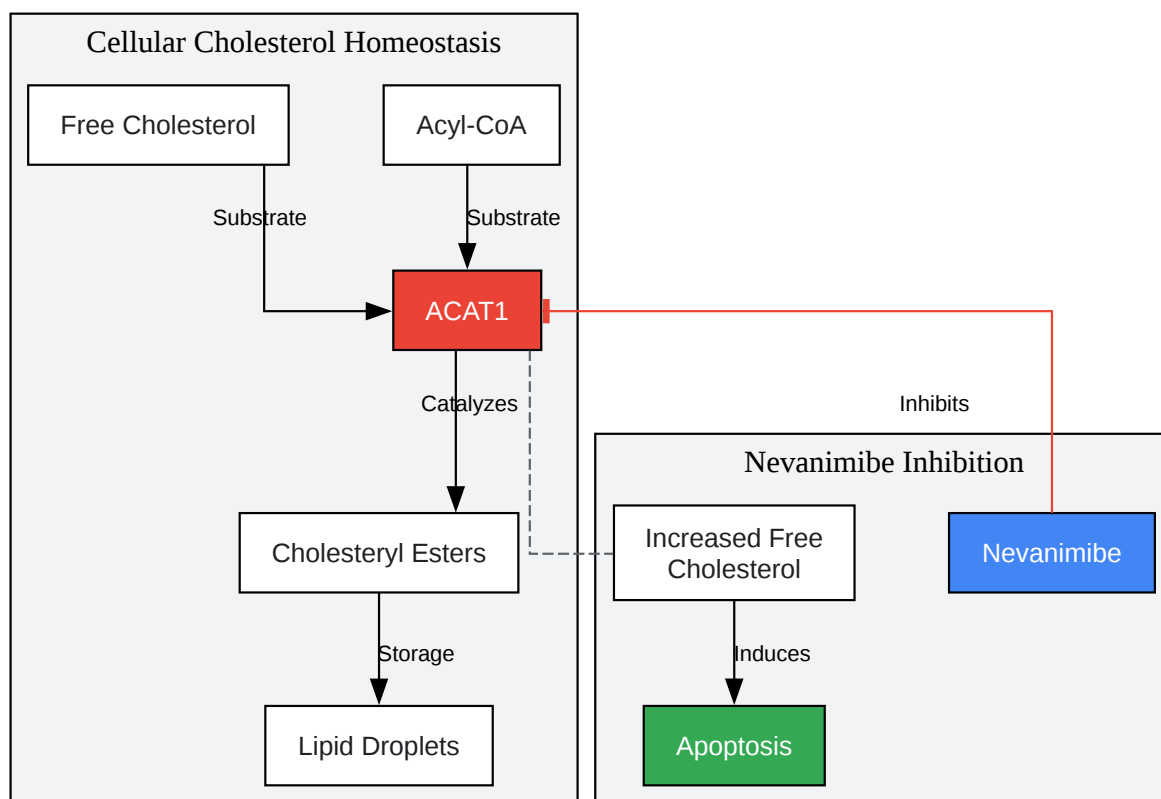 Cellular Cholesterol Homeostasis
Free Cholesterol
Acyl-CoA
Substrate
Substrate
ACAT1
Catalyzes
Inhibits
Nevanimibe Inhibition
Cholesteryl Esters
Increased Free
Cholesterol
Nevanimibe
Storage
Induces
Lipid Droplets
Apoptosis